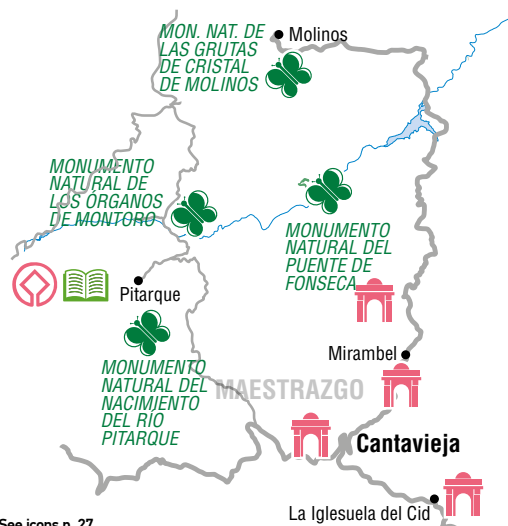 MON. NAT. DE
LAS GRUTAS
DE CRISTAL
DE MOLINOS
Molinos
MONUMENTO
NATURAL DE
LOS ÓRGANOS
DE MONTORO
MONUMENTO
NATURAL DEL
PUENTE DE
FONSECA
Pitarque
MONUMENTO
NATURAL DEL
NACIMIENTO
DEL RÍO
PITARQUE
Mirambel
MAESTRAZGO
Cantavieja
La Iglesuela del Cid
See icons p. 27